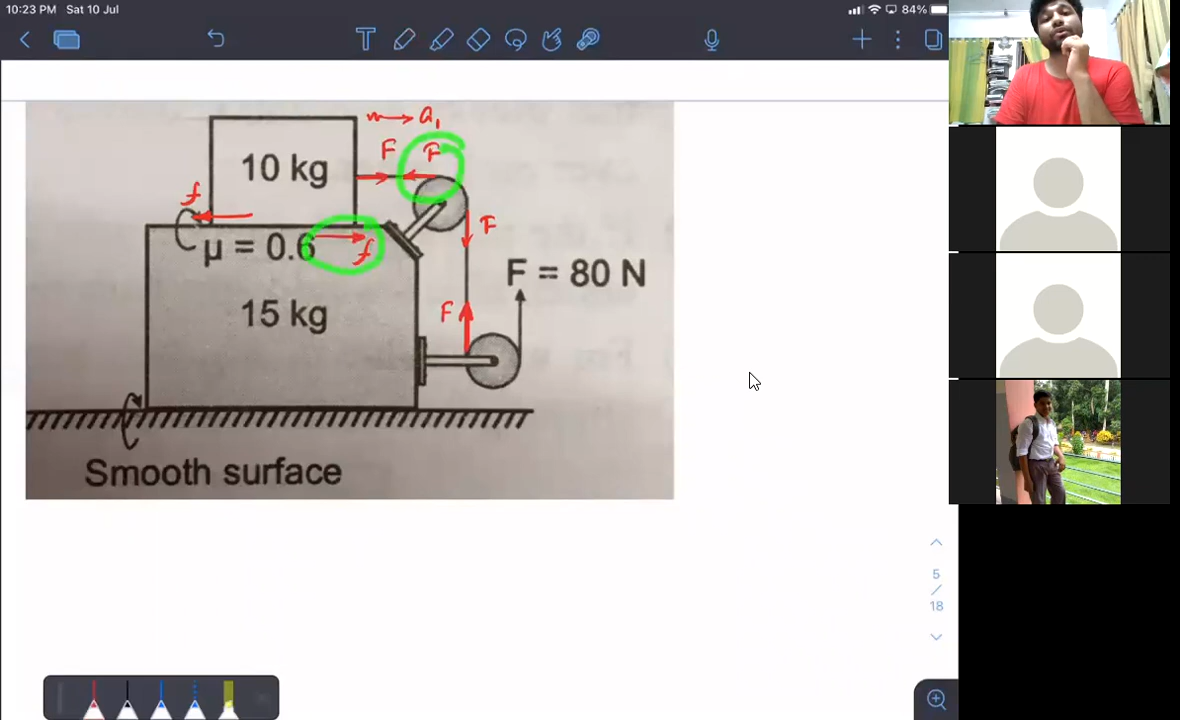 10:23 PM Sat 10 Jul
84%
T
a₁
F
F
10 kg
f
F
μ = 0.6
f
F = 80 N
15 kg
F
Smooth surface
5
/
18